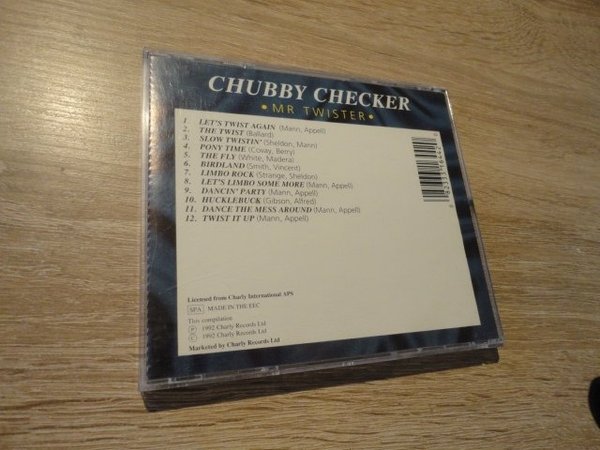 CHUBBY CHECKER
• MR TWISTER •
1 LET'S TWIST AGAIN (Mann, Appell)
2. THE TWIST (Ballard)
3. SLOW TWISTIN' (Sheldon, Mann)
4. PONY TIME (Covay, Berry)
5. THE FLY (White, Madera)
6. BIRDLAND (Smith, Vincent)
7. LIMBO ROCK (Strange, Sheldon)
8. LET'S LIMBO SOME MORE (Mann, Appell)
9. DANCIN' PARTY (Mann, Appell)
10. HUCKLEBUCK (Gibson, Alfred)
11. DANCE THE MESS AROUND (Mann, Appell)
12. TWIST IT UP (Mann, Appell)
Licensed from Charly International APS
SPA MADE IN THE EEC
This compilation
P 1992 Charly Records Ltd
C 1992 Charly Records Ltd
Marketed by Charly Records Ltd